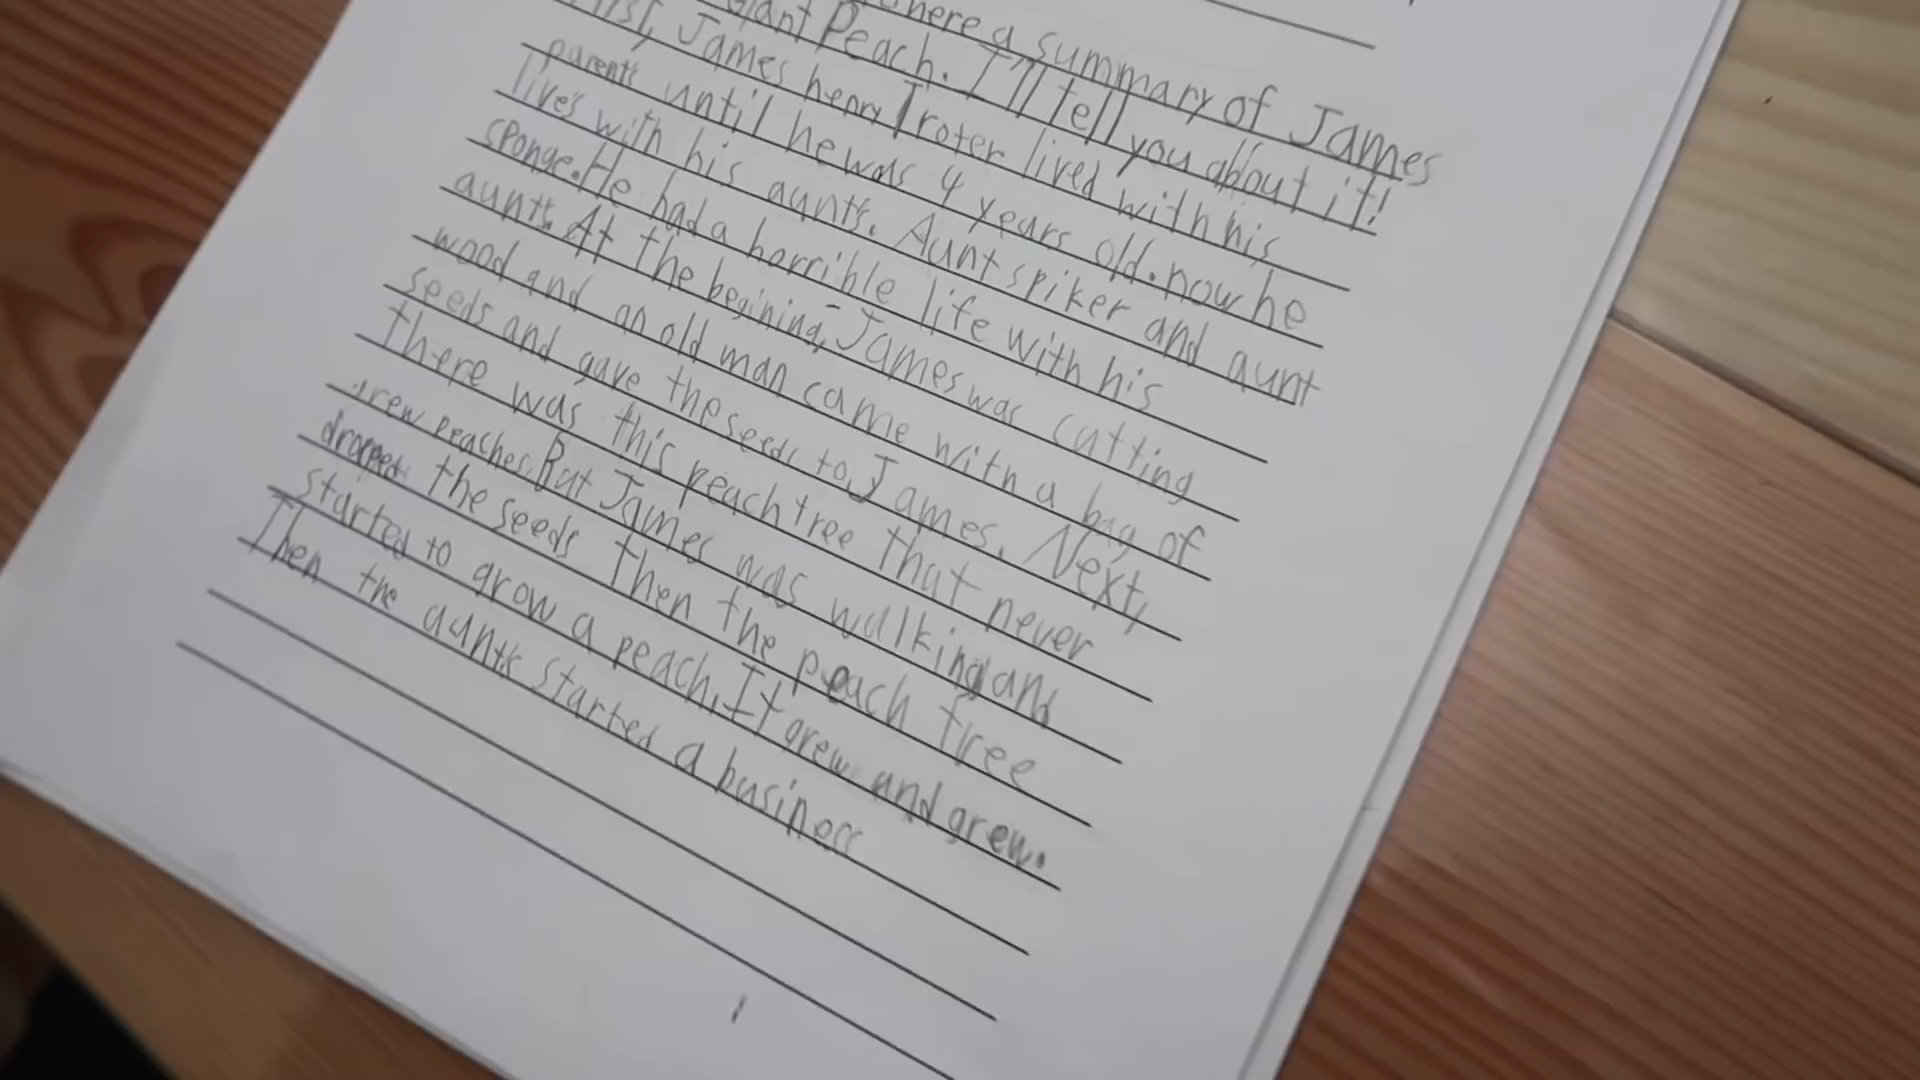 here a summary of James
Giant Peach. I'll tell you about it!
First, James henry Troter lived with his
parents until he was 4 years old. now he
lives with his aunts. Aunt spiker and aunt
sponge. He had a horrible life with his
aunts. At the begining, James was cutting
wood and an old man came with a bag of
seeds and gave the seeds to James. Next,
there was this peach tree that never
grew peaches. But James was walking and
dropped the seeds then the peach tree
started to grow a peach. It grew and grew.
Then the aunts started a business
1